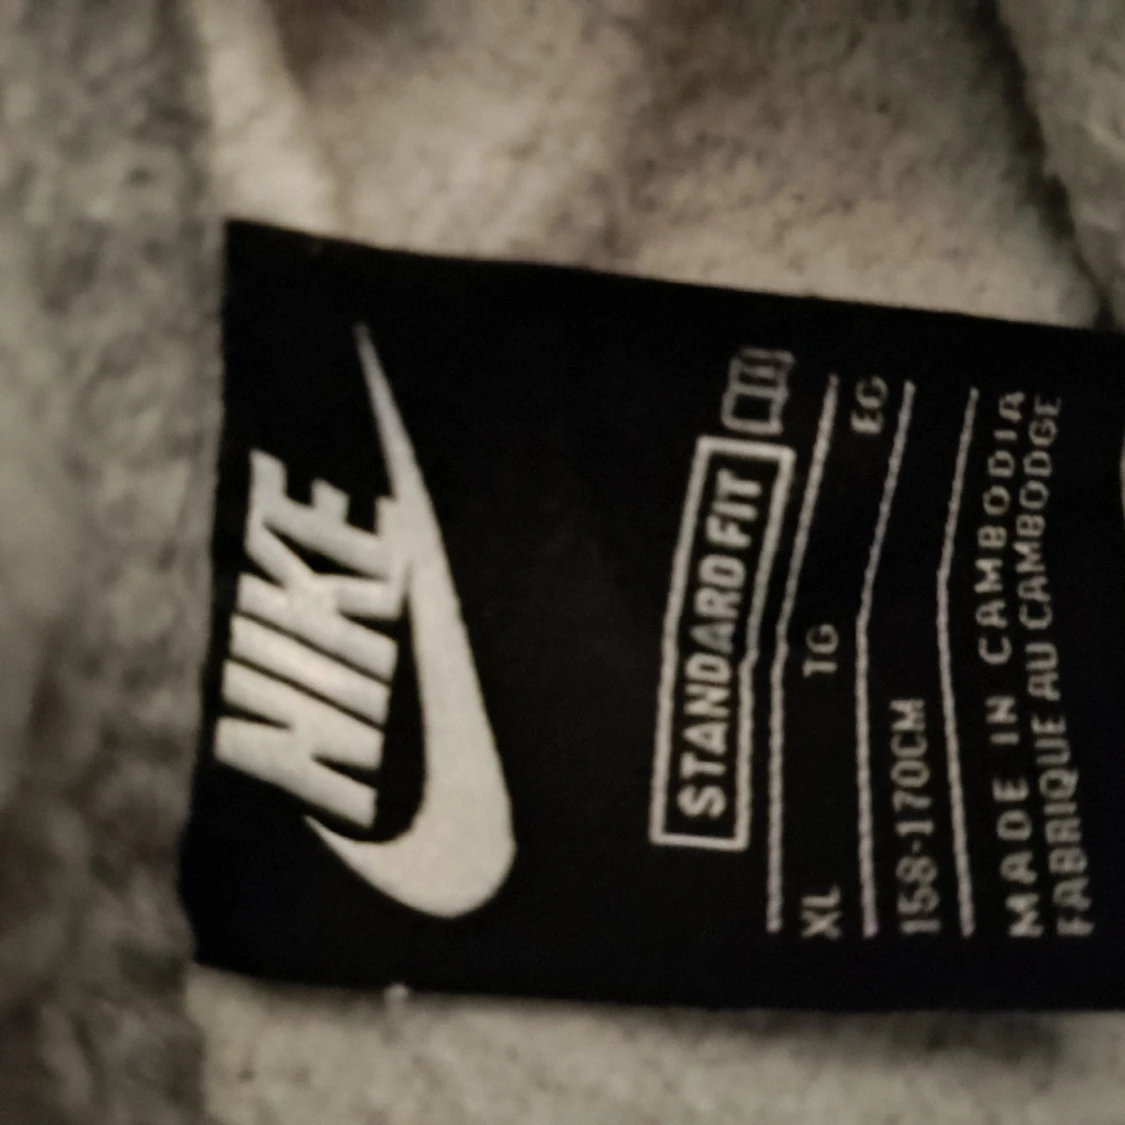 NIKE
STANDARD FIT
XL TG EG
158-170CM
MADE IN CAMBODIA
FABRIQUE AU CAMBODGE